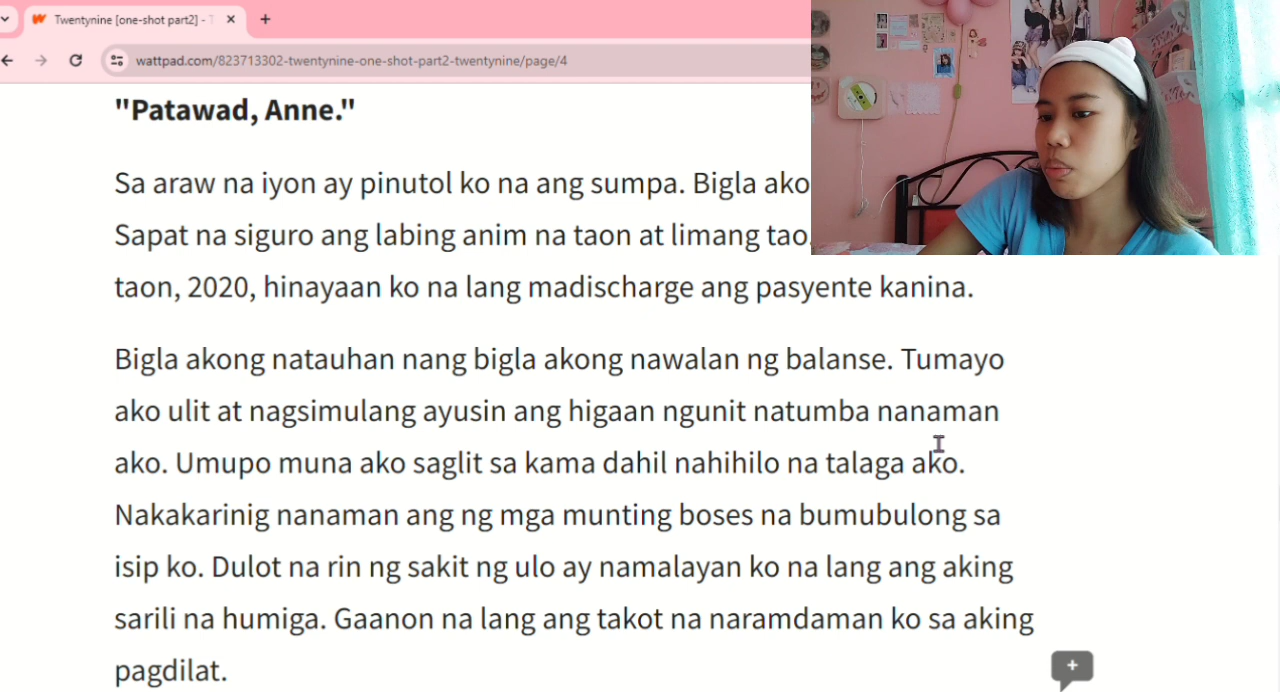 Twentynine [one-shot part2] -
wattpad.com/823713302-twentynine-one-shot-part2-twentynine/page/4
"Patawad, Anne."
Sa araw na iyon ay pinutol ko na ang sumpa. Bigla ako
Sapat na siguro ang labing anim na taon at limang tao.
taon, 2020, hinayaan ko na lang madischarge ang pasyente kanina.
Bigla akong natauhan nang bigla akong nawalan ng balanse. Tumayo
ako ulit at nagsimulang ayusin ang higaan ngunit natumba nanaman
ako. Umupo muna ako saglit sa kama dahil nahihilo na talaga ako.
Nakakarinig nanaman ang ng mga munting boses na bumubulong sa
isip ko. Dulot na rin ng sakit ng ulo ay namalayan ko na lang ang aking
sarili na humiga. Gaanon na lang ang takot na naramdaman ko sa aking
pagdilat.